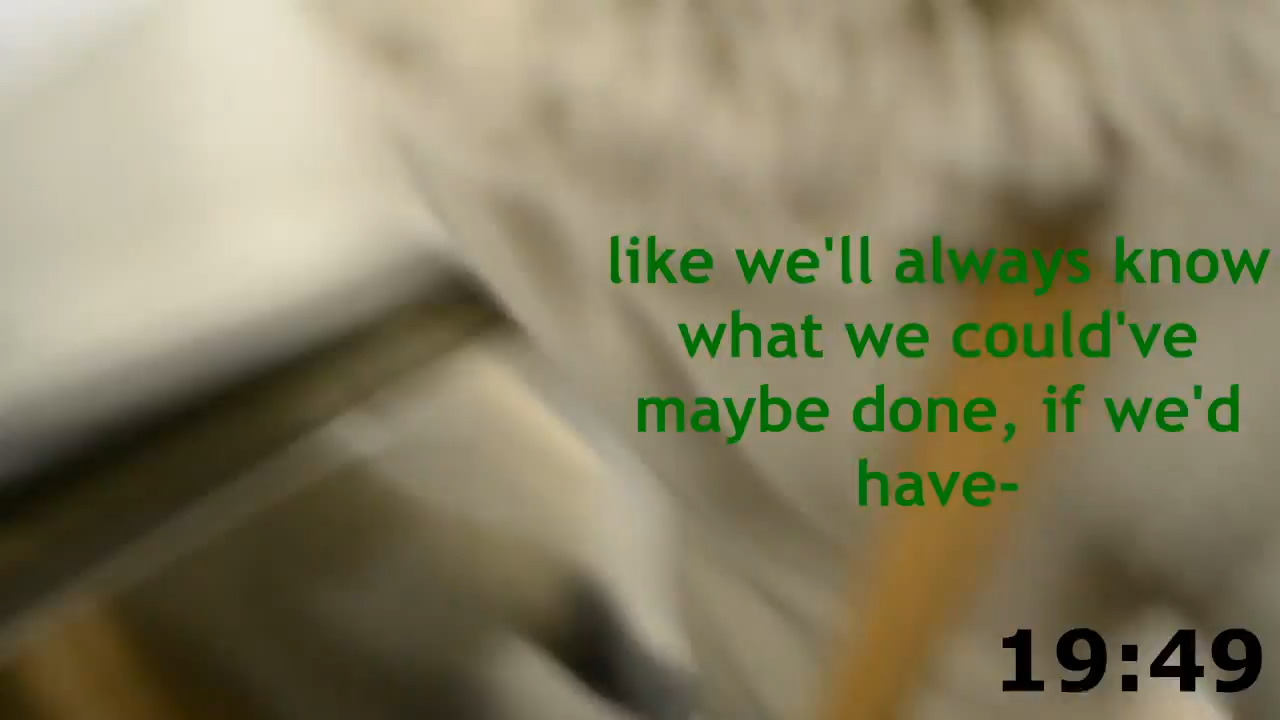 like we'll always know
what we could've
maybe done, if we'd
have-
19:49